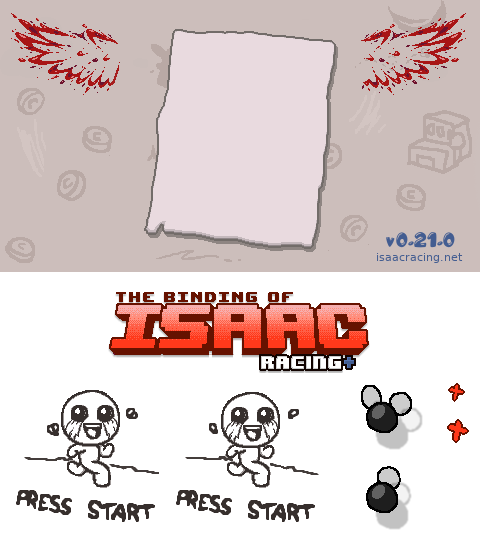 v0.21.0
isaacracing.net
THE BINDING OF
ISAAC
RACING+
PRESS START
PRESS START